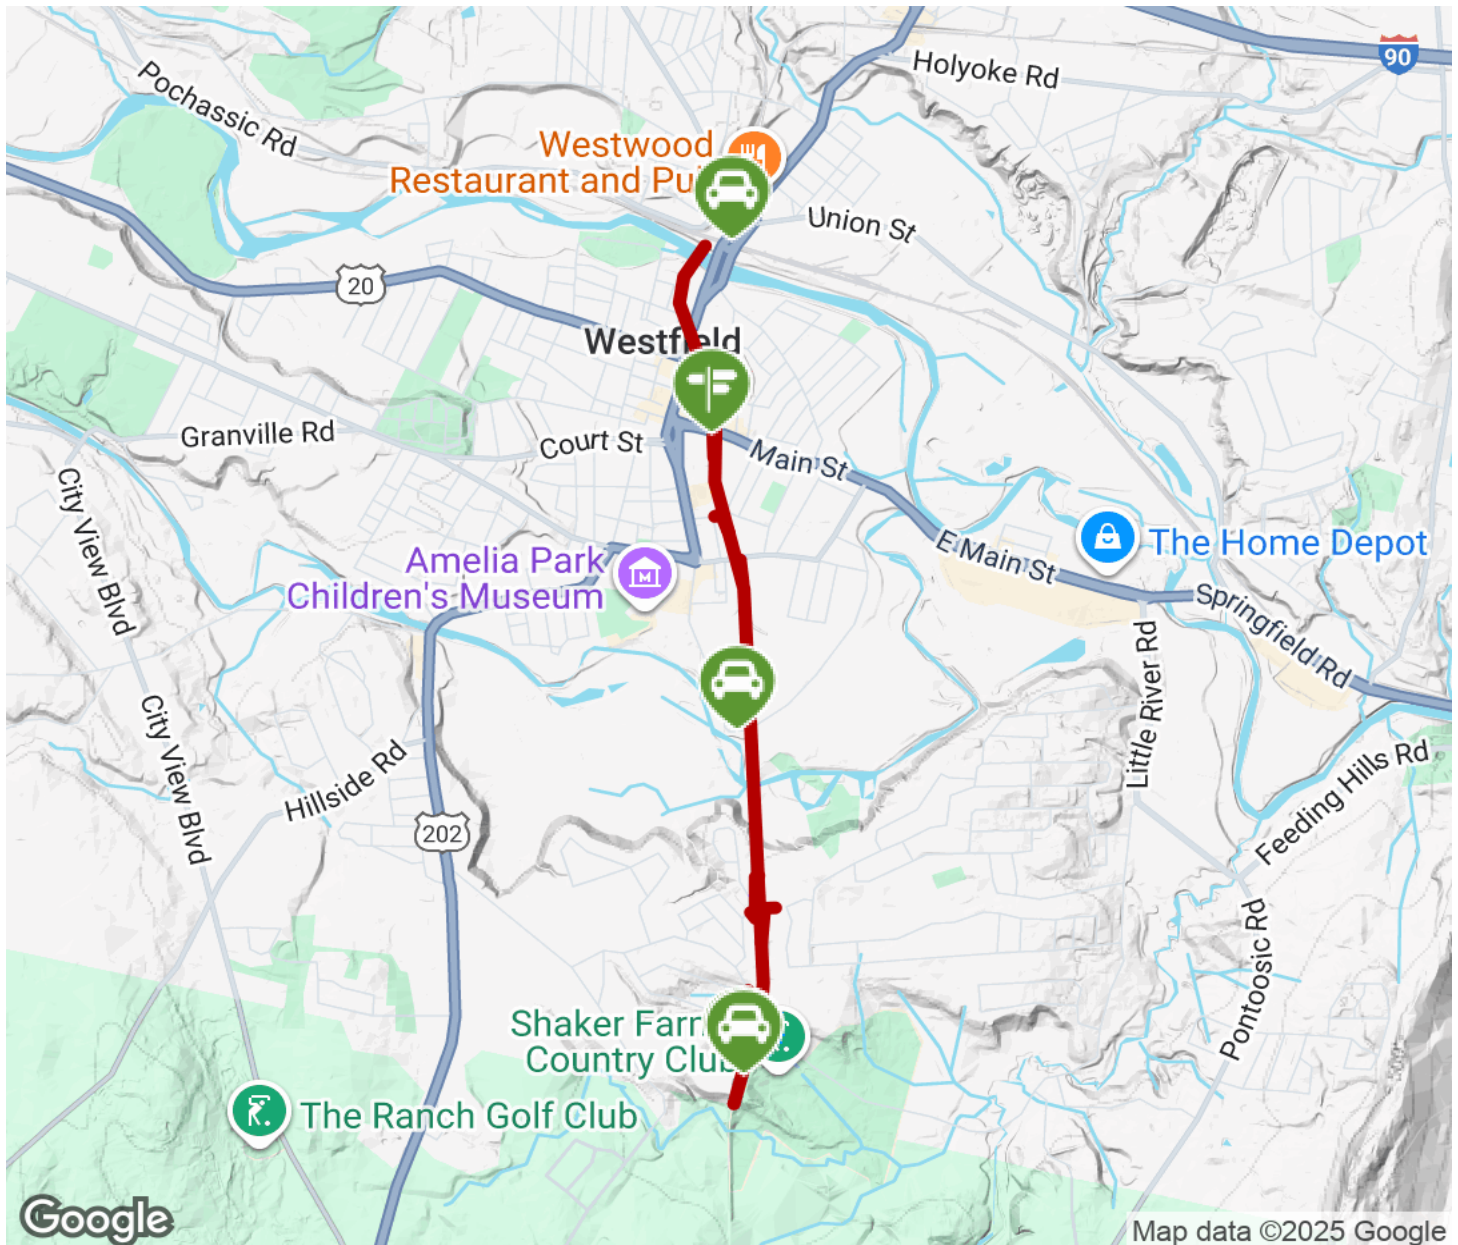 90
Holyoke Rd
Pochassic Rd
Westwood
Restaurant and Pu
Union St
20
Westfield
Granville Rd
Court St
Main St
City View Blvd
E Main St
The Home Depot
Amelia Park
Children's Museum
M
Springfield Rd
Little River Rd
City View Blvd
Hillside Rd
Feeding Hills Rd
202
Pontoosic Rd
Shaker Farm
Country Club
The Ranch Golf Club
Google
Map data ©2025 Google